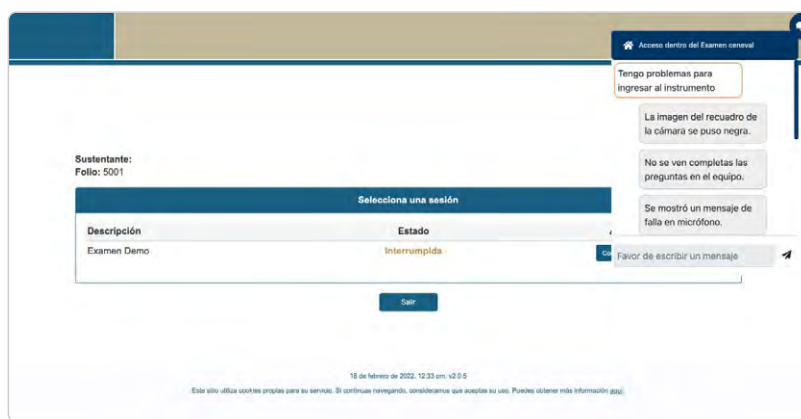 Acceso dentro del Examen ceneval
Tengo problemas para
ingresar al instrumento
La imagen del recuadro de
la cámara se puso negra.
No se ven completas las
preguntas en el equipo.
Se mostró un mensaje de
falla en micrófono.
Favor de escribir un mensaje
Sustentante:
Folio: 5001
Selecciona una sesión
Descripción Estado
Examen Demo Interrumpida
Salir
18 de febrero de 2022, 12:33 pm, v2.0.5
Este sitio utiliza cookies propias para su servicio. Si continuas navegando, consideramos que aceptas su uso. Puedes obtener más información aquí